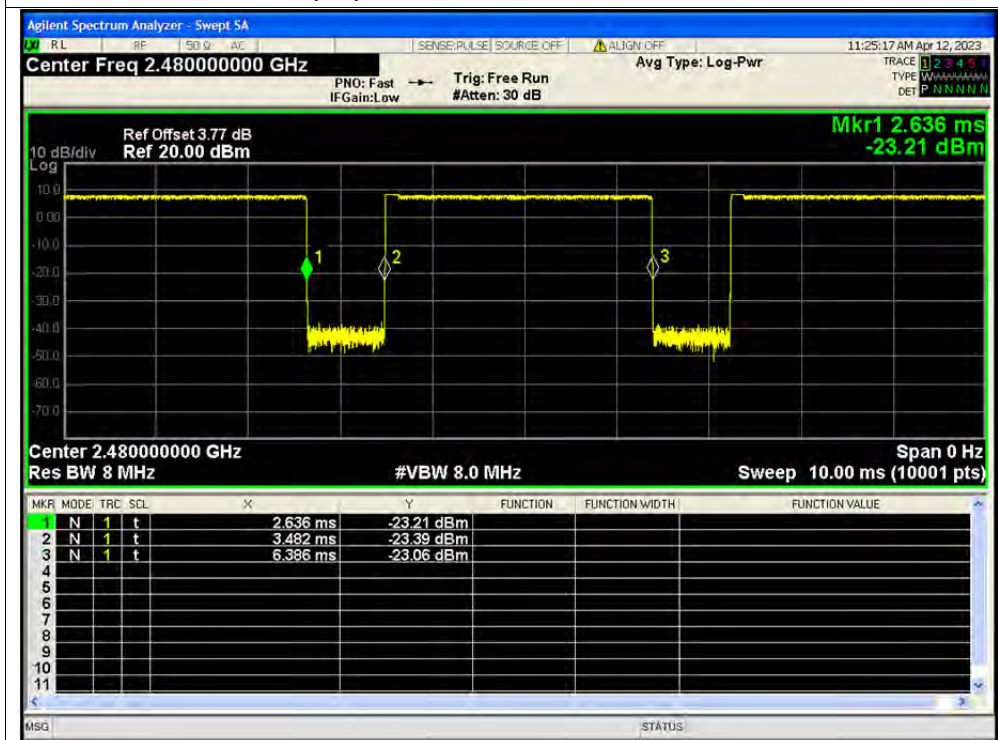 Agilent Spectrum Analyzer - Swept SA
RL RF 50 Ω AC SENSE:PULSE SOURCE OFF ALIGN OFF 11:25:17 AM Apr 12, 2023
Center Freq 2.480000000 GHz Avg Type: Log-Pwr TRACE 1 2 3 4 5 6
PNO: Fast Trig: Free Run TYPE W
IFGain:Low #Atten: 30 dB DET P N N N N N
Mkr1 2.636 ms
Ref Offset 3.77 dB
10 dB/div Ref 20.00 dBm -23.21 dBm
Log
10.0
0.00
1 2 3
-10.0
-20.0
-30.0
-40.0
-50.0
-60.0
-70.0
Center 2.480000000 GHz Span 0 Hz
Res BW 8 MHz #VBW 8.0 MHz Sweep 10.00 ms (10001 pts)
MKR MODE TRC SCL X Y FUNCTION FUNCTION WIDTH FUNCTION VALUE
1 N 1 t 2.636 ms -23.21 dBm
2 N 1 t 3.482 ms -23.39 dBm
3 N 1 t 6.386 ms -23.06 dBm
4
5
6
7
8
9
10
11
MSG STATUS